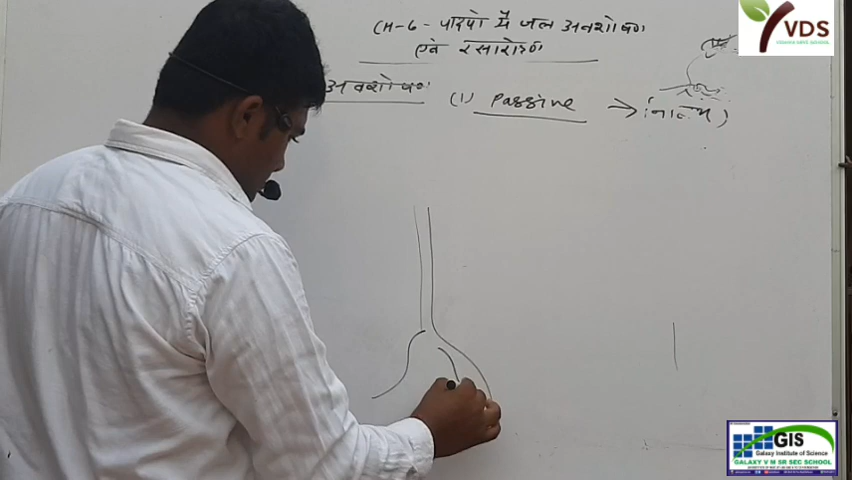 CH-6-पादपो में जल अवशोषण
एवं रसारोहण
अवशोषण
(1) Passive → (निष्क्रिय)
VDS
GIS
Galaxy Institute of Science
GALAXY V M SR SEC SCHOOL